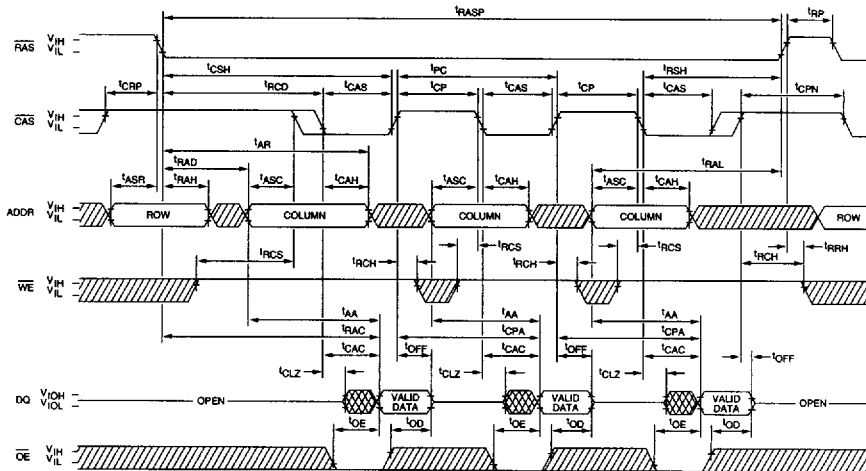 tRASP tRP
RAS VIH
VIL
tCSH tPC tRSH
tCRP tRCD tCAS tCP tCAS tCP tCAS tCPN
CAS VIH
VIL
tAR
tRAD tRAL
tASR tRAH tASC tCAH tASC tCAH tASC tCAH
ADDR VIH
VIL
ROW COLUMN COLUMN COLUMN ROW
tRCS tRCS tRCS tRRH
tRCH tRCH tRCH
WE VIH
VIL
tAA tAA tAA
tRAC tCPA tCPA
tCAC tOFF tCAC tOFF tCAC tOFF
tCLZ tCLZ tCLZ
DQ VIOH
VIOL
OPEN VALID DATA VALID DATA VALID DATA OPEN
tOE tOD tOE tOD tOE tOD
OE VIH
VIL